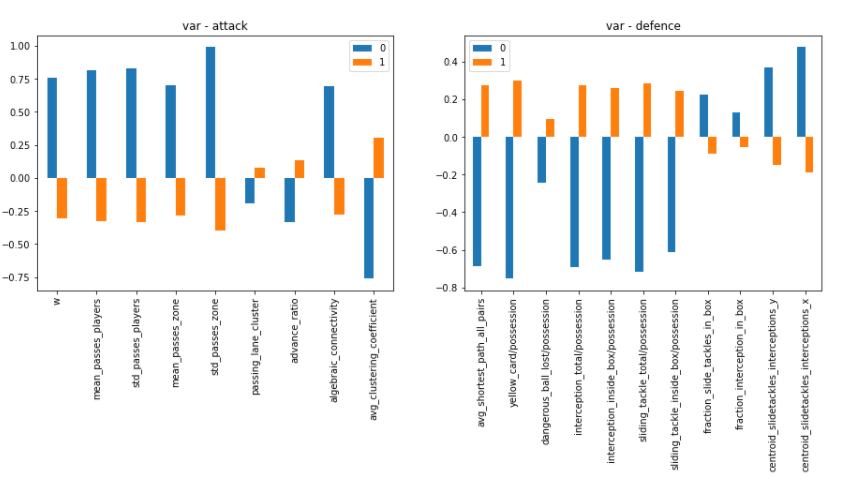 var - attack
1.00
0.75
0.50
0.25
0.00
−0.25
−0.50
−0.75
0
1
w
mean_passes_players
std_passes_players
mean_passes_zone
std_passes_zone
passing_lane_cluster
advance_ratio
algebraic_connectivity
avg_clustering_coefficient
var - defence
0.4
0.2
0.0
−0.2
−0.4
−0.6
−0.8
0
1
avg_shortest_path_all_pairs
yellow_card/possession
dangerous_ball_lost/possession
interception_total/possession
interception_inside_box/possession
sliding_tackle_total/possession
sliding_tackle_inside_box/possession
fraction_slide_tackles_in_box
fraction_interception_in_box
centroid_slidetackles_interceptions_y
centroid_slidetackles_interceptions_x